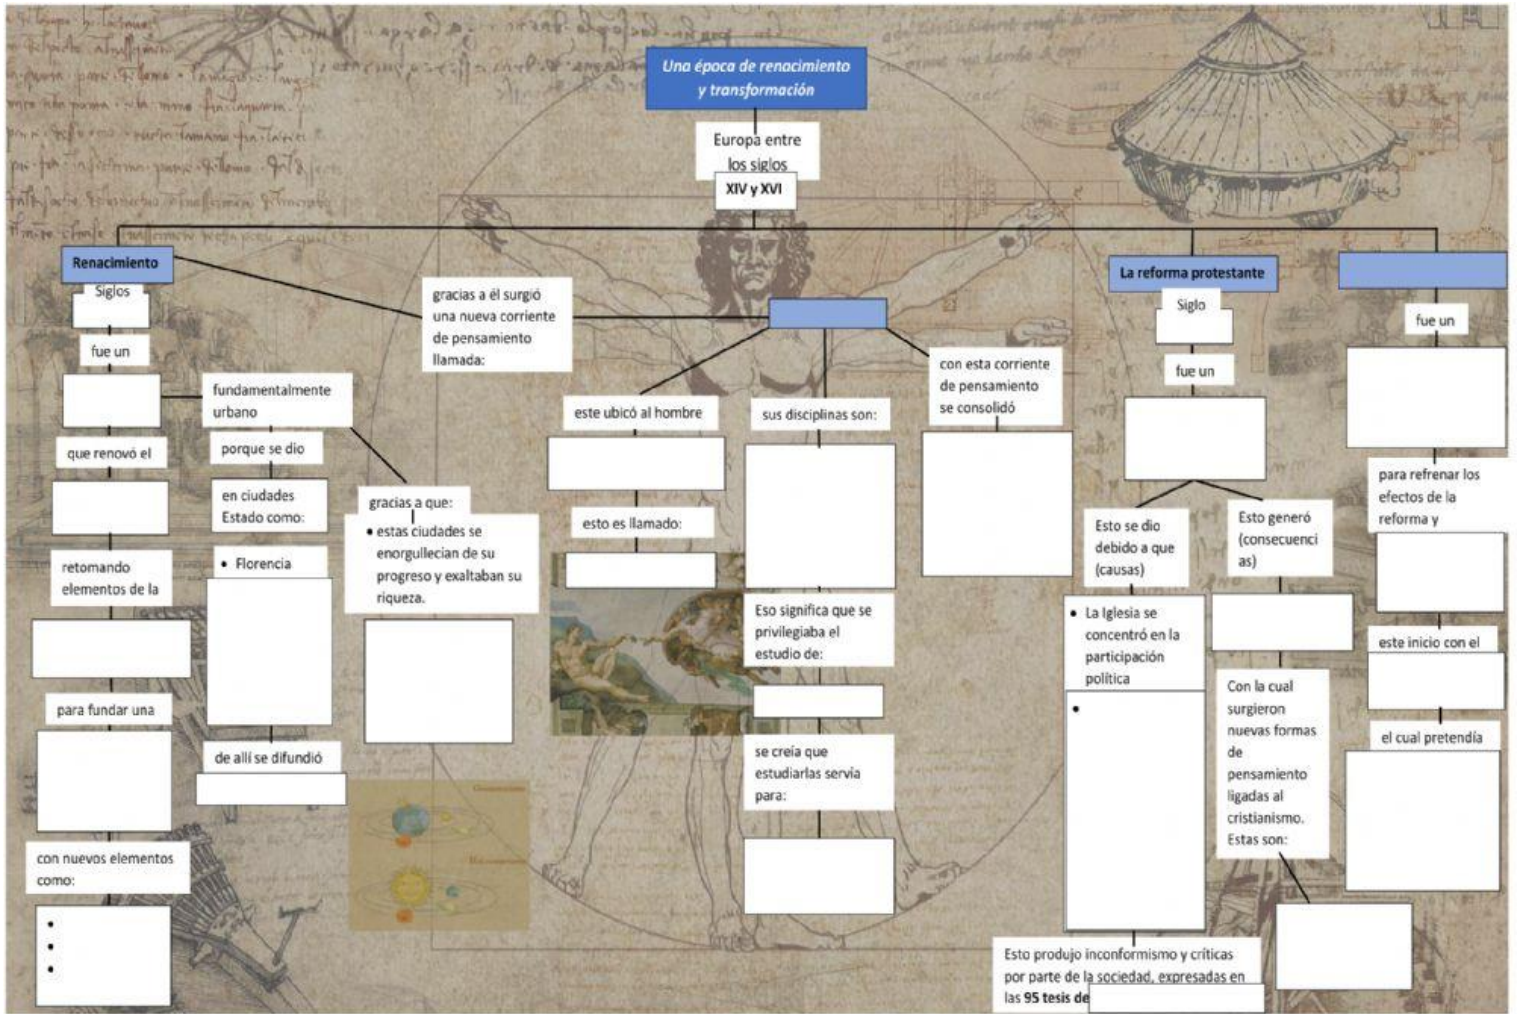 Una época de renacimiento
y transformación
Europa entre
los siglos
XIV y XVI
Renacimiento
Siglos
fue un
que renovó el
retomando
elementos de la
para fundar una
con nuevos elementos
como:
fundamentalmente
urbano
porque se dio
en ciudades
Estado como:
• Florencia
de allí se difundió
gracias a que:
• estas ciudades se
enorgullecian de su
progreso y exaltaban su
riqueza.
gracias a él surgió
una nueva corriente
de pensamiento
llamada:
este ubicó al hombre
esto es llamado:
sus disciplinas son:
Eso significa que se
privilegiaba el
estudio de:
se creía que
estudiarlas servía
para:
con esta corriente
de pensamiento
se consolidó
La reforma protestante
Siglo
fue un
Esto se dio
debido a que
(causas)
• La Iglesia se
concentró en la
participación
política
Esto produjo inconformismo y críticas
por parte de la sociedad, expresadas en
las 95 tesis de
Esto generó
(consecuenci
as)
Con la cual
surgieron
nuevas formas
de
pensamiento
ligadas al
cristianismo.
Estas son:
fue un
para refrenar los
efectos de la
reforma y
este inicio con el
el cual pretendía